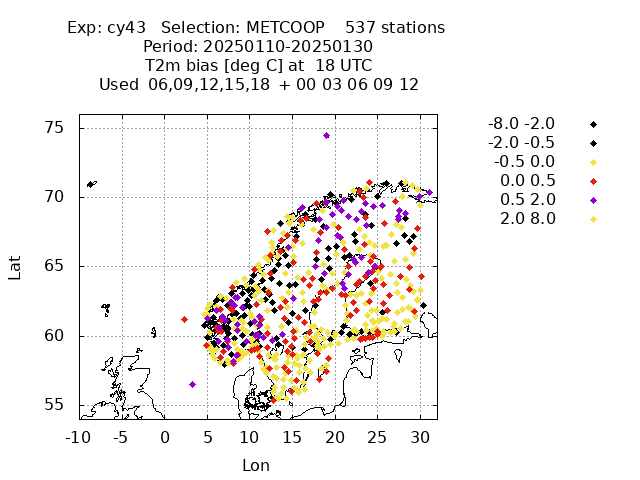 Exp: cy43 Selection: METCOOP 537 stations
Period: 20250110-20250130
T2m bias [deg C] at 18 UTC
Used 06,09,12,15,18 + 00 03 06 09 12
-8.0 -2.0
-2.0 -0.5
-0.5 0.0
0.0 0.5
0.5 2.0
2.0 8.0
75
70
65
60
55
Lat
-10 -5 0 5 10 15 20 25 30
Lon